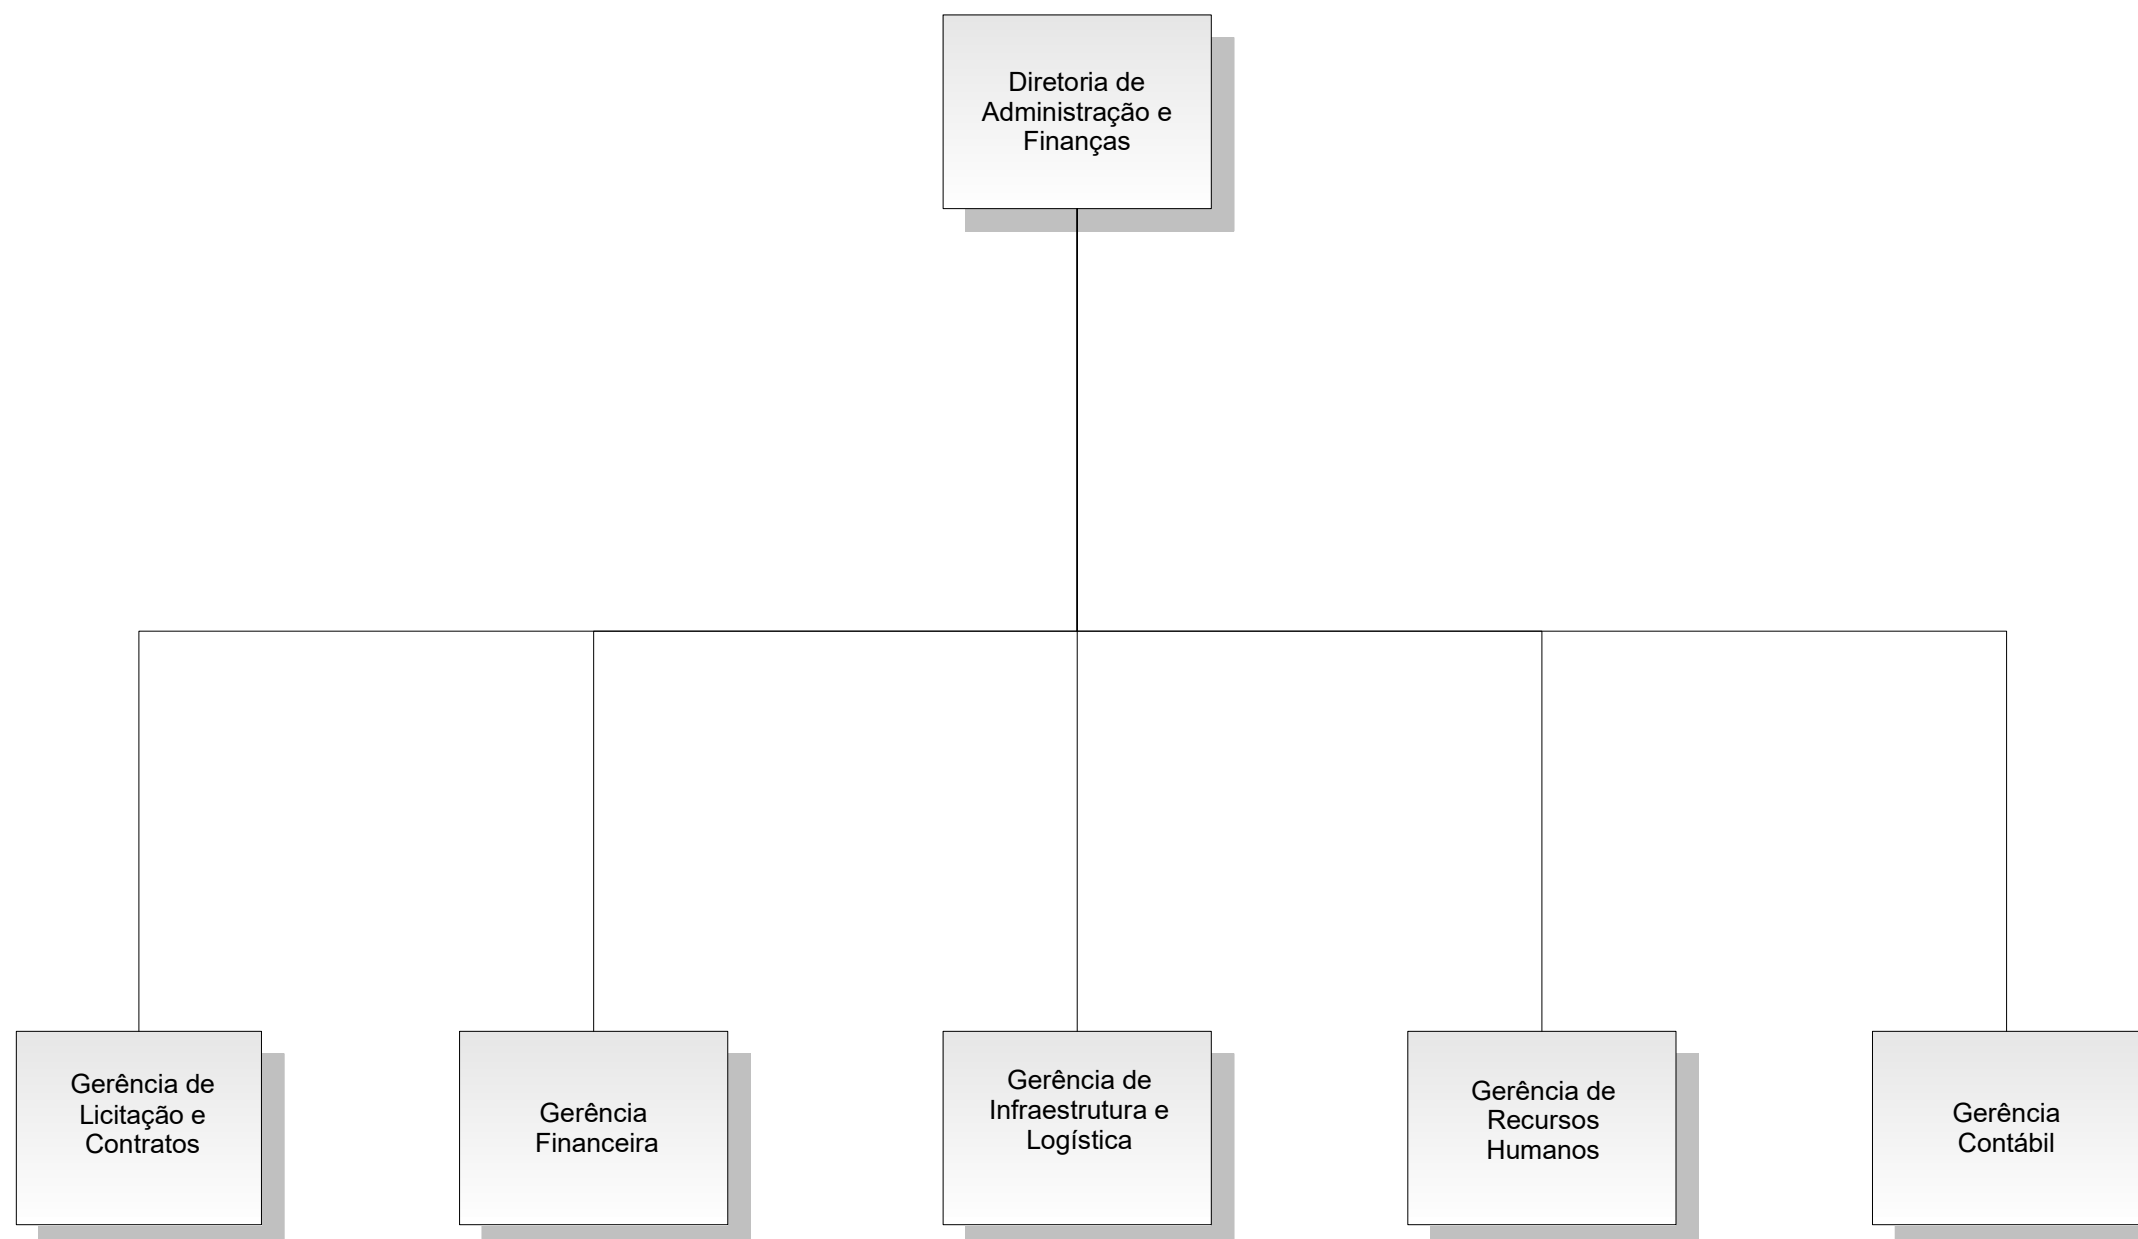 Diretoria de
Administração e
Finanças
Gerência de
Licitação e
Contratos
Gerência
Financeira
Gerência de
Infraestrutura e
Logística
Gerência de
Recursos
Humanos
Gerência
Contábil